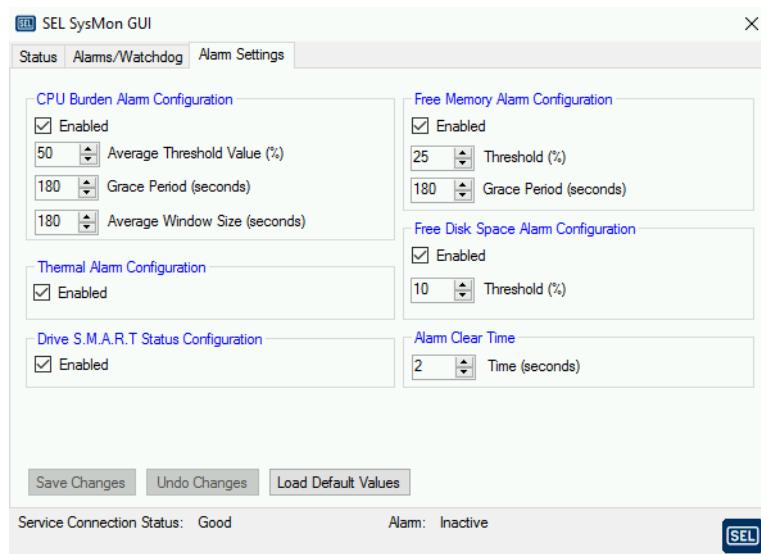 SEL SysMon GUI
Status Alarms/Watchdog Alarm Settings
CPU Burden Alarm Configuration
Enabled
50 Average Threshold Value (%)
180 Grace Period (seconds)
180 Average Window Size (seconds)
Thermal Alarm Configuration
Enabled
Drive S.M.A.R.T Status Configuration
Enabled
Free Memory Alarm Configuration
Enabled
25 Threshold (%)
180 Grace Period (seconds)
Free Disk Space Alarm Configuration
Enabled
10 Threshold (%)
Alarm Clear Time
2 Time (seconds)
Save Changes Undo Changes Load Default Values
Service Connection Status: Good Alarm: Inactive
SEL